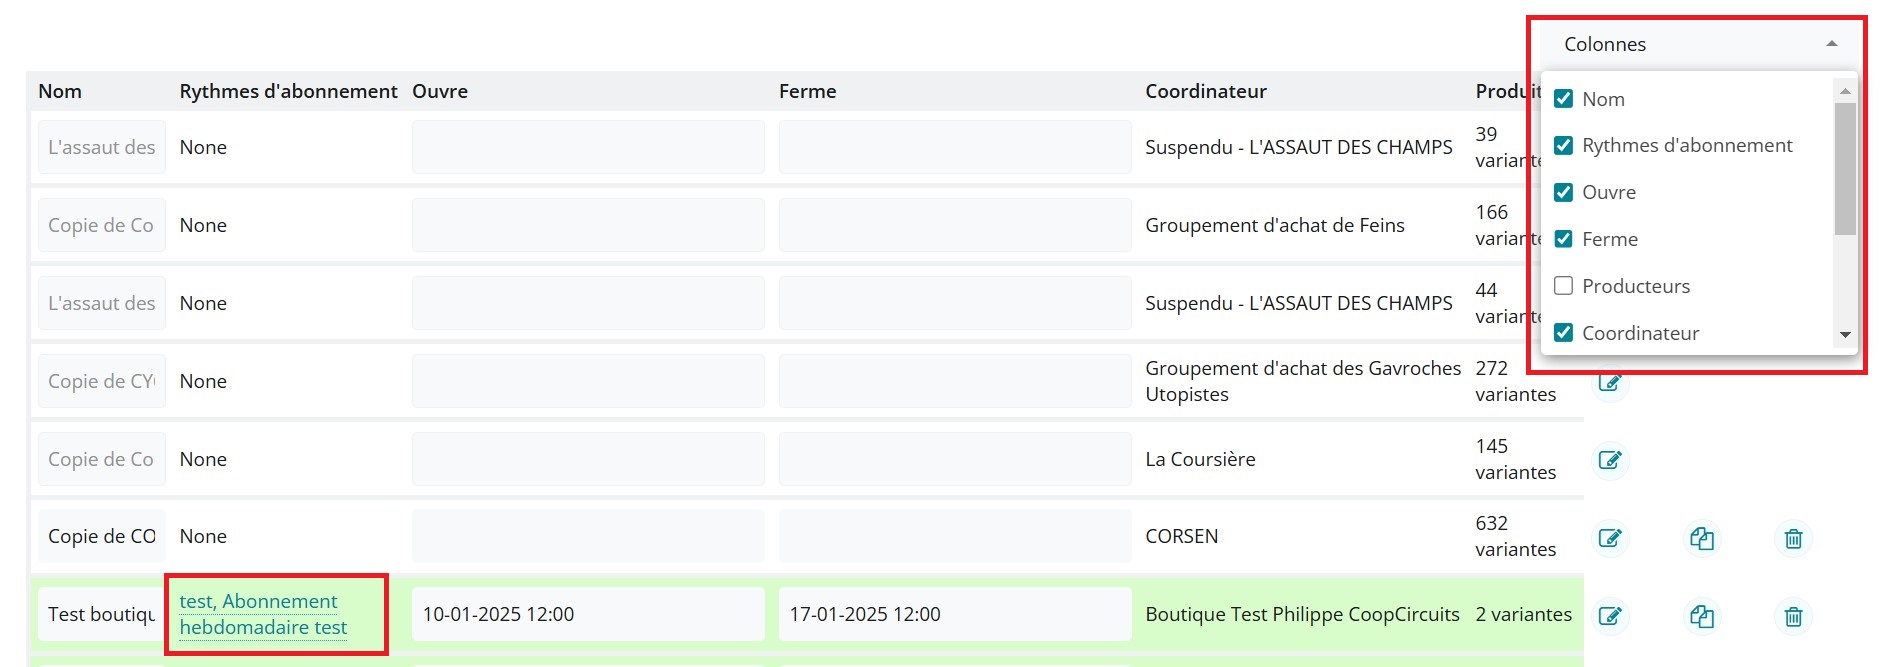 Colonnes
Nom Rythmes d'abonnement Ouvre Ferme Coordinateur Produit
Nom
Rythmes d'abonnement
Ouvre
Ferme
Producteurs
Coordinateur
L'assaut des None Suspendu - L'ASSAUT DES CHAMPS 39
variante
Copie de Co None Groupement d'achat de Feins 166
variante
L'assaut des None Suspendu - L'ASSAUT DES CHAMPS 44
variante
Copie de CY None Groupement d'achat des Gavroches 272
Utopistes variantes
Copie de Co None La Coursière 145
variantes
Copie de CO None CORSEN 632
variantes
Test boutiqu test, Abonnement 10-01-2025 12:00 17-01-2025 12:00 Boutique Test Philippe CoopCircuits 2 variantes
hebdomadaire test